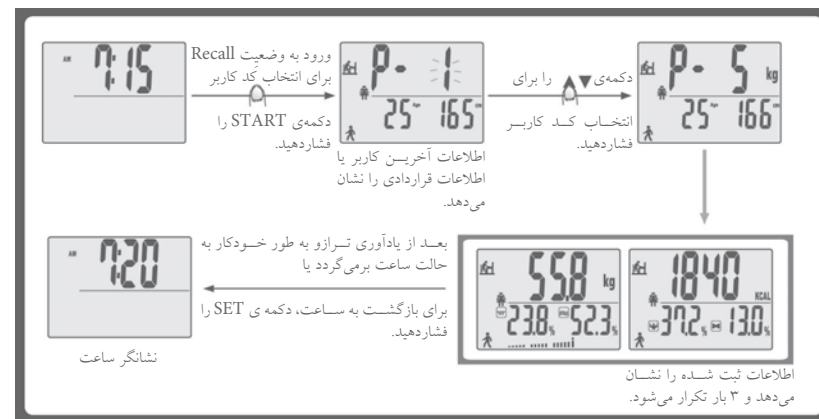 AM 7:15
ورود به وضعیت Recall
برای انتخاب کد کاربر
دکمه‌ی START را
فشاردهید.
P- 1
25 165
اطلاعات آخرین کاربر یا
اطلاعات قراردادی را نشان
می‌دهد.
دکمه‌ی ▼▲ را برای
انتخاب کد کاربر
فشاردهید.
P- 5 kg
25 166
55.8 kg
23.8% 52.3%
1840 KCAL
37.2% 13.0%
اطلاعات ثبت شده را نشان
می‌دهد و ۳ بار تکرار می‌شود.
بعد از یادآوری ترازو به طور خودکار به
حالت ساعت برمی‌گردد یا
برای بازگشت به ساعت، دکمه ی SET را
فشاردهید.
AM 7:20
نشانگر ساعت